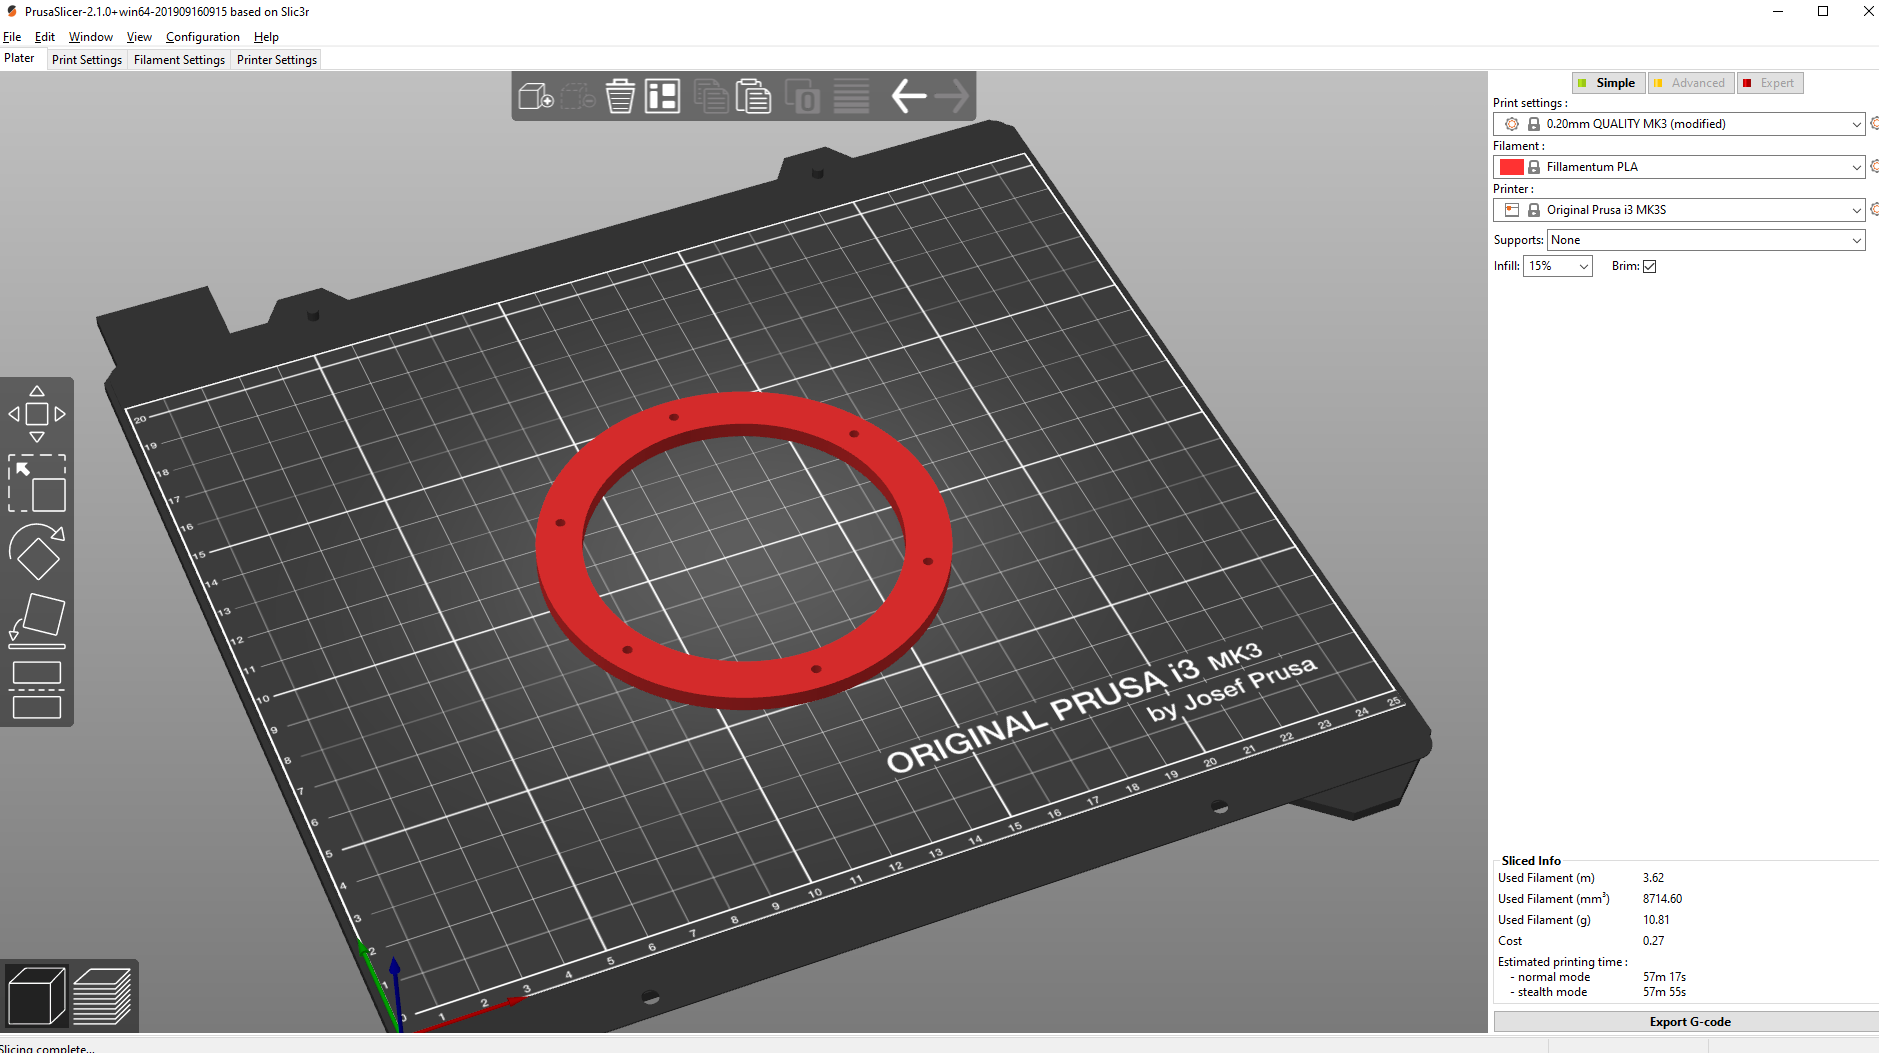 PrusaSlicer-2.1.0+win64-201909160915 based on Slic3r
File Edit Window View Configuration Help
Plater Print Settings Filament Settings Printer Settings
Simple Advanced Expert
Print settings :
0.20mm QUALITY MK3 (modified)
Filament :
Fillamentum PLA
Printer :
Original Prusa i3 MK3S
Supports: None
Infill: 15% Brim:
20
19
18
17
16
15
14
13
12
11
10
9
8
7
6
5
4
3
2
1
0
1 2 3 4 5 6 7 8 9 10 11 12 13 14 15 16 17 18 19 20 21 22 23 24 25
ORIGINAL PRUSA i3 MK3
by Josef Prusa
Sliced Info
Used Filament (m) 3.62
Used Filament (mm³) 8714.60
Used Filament (g) 10.81
Cost 0.27
Estimated printing time :
- normal mode 57m 17s
- stealth mode 57m 55s
Export G-code
Slicing complete...